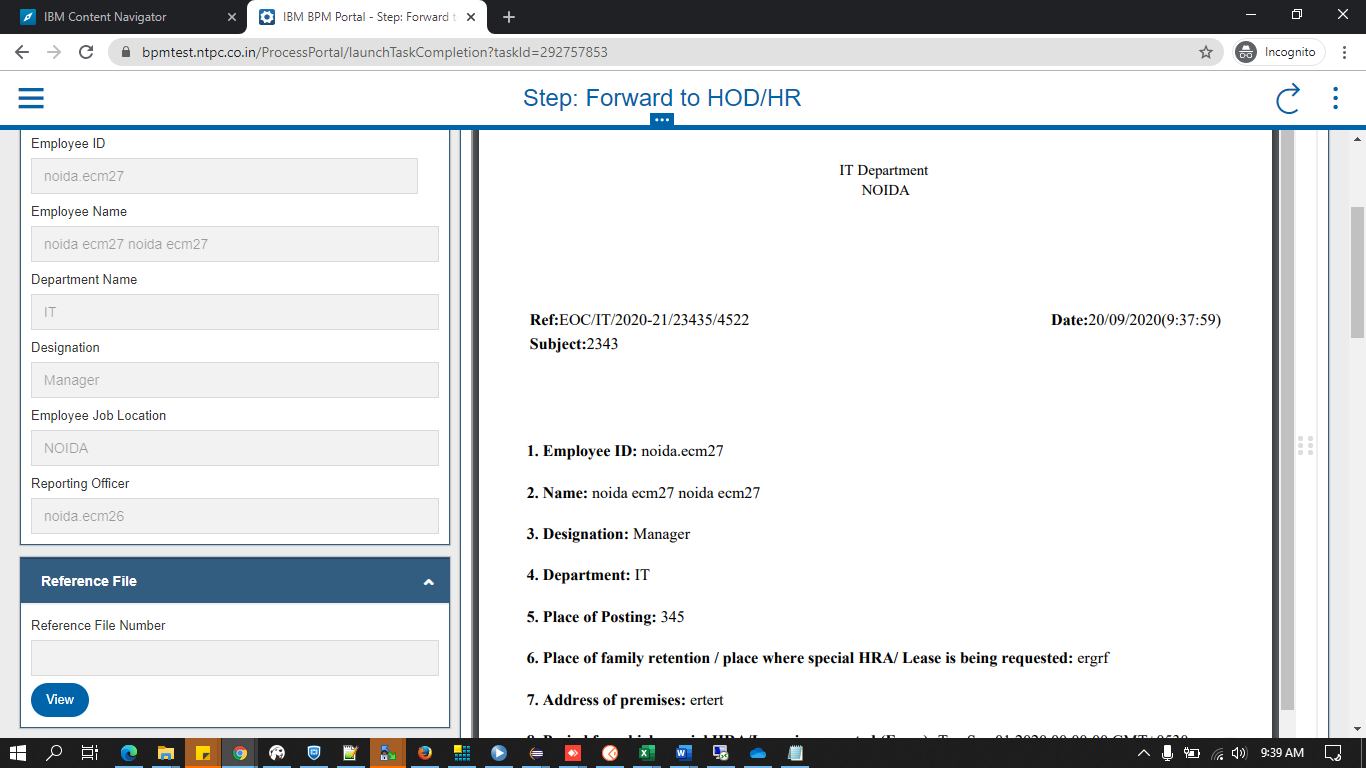 IBM Content Navigator
IBM BPM Portal - Step: Forward t
bpmtest.ntpc.co.in/ProcessPortal/launchTaskCompletion?taskId=292757853
Incognito
Step: Forward to HOD/HR
Employee ID
noida.ecm27
Employee Name
noida ecm27 noida ecm27
Department Name
IT
Designation
Manager
Employee Job Location
NOIDA
Reporting Officer
noida.ecm26
Reference File
Reference File Number
View
IT Department
NOIDA
Ref:EOC/IT/2020-21/23435/4522
Date:20/09/2020(9:37:59)
Subject:2343
1. Employee ID: noida.ecm27
2. Name: noida ecm27 noida ecm27
3. Designation: Manager
4. Department: IT
5. Place of Posting: 345
6. Place of family retention / place where special HRA/ Lease is being requested: ergrf
7. Address of premises: ertert
9:39 AM